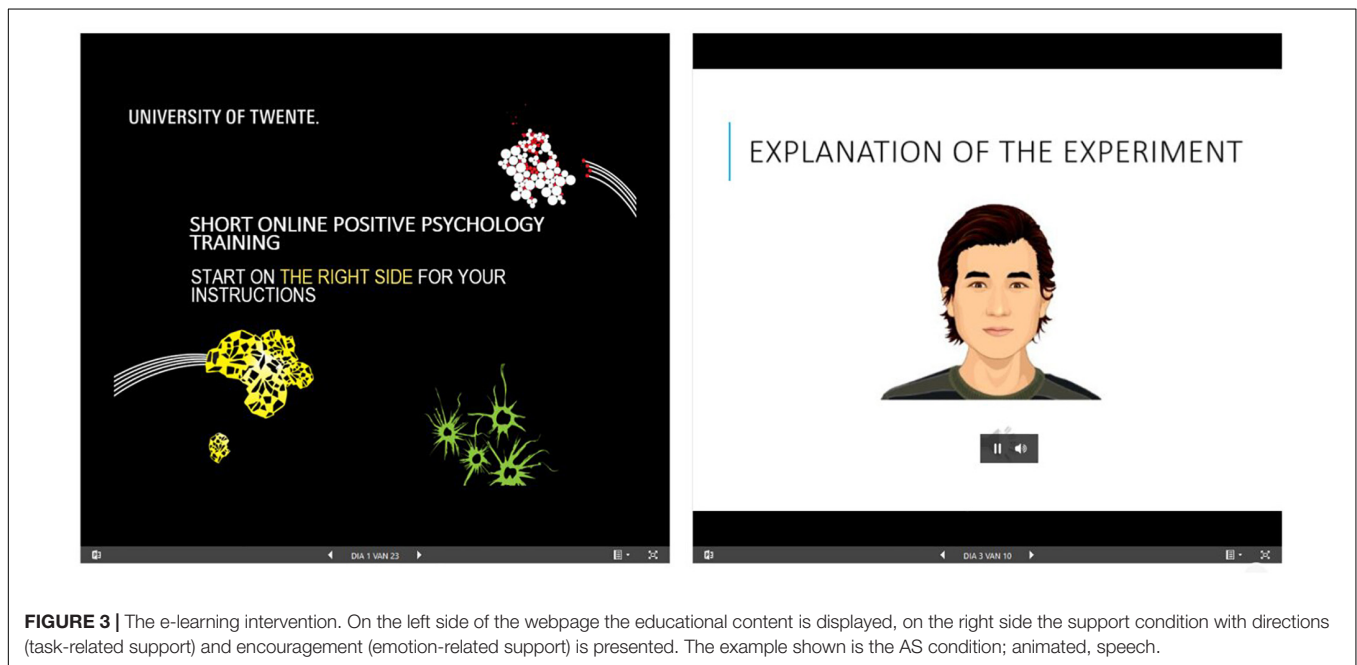 UNIVERSITY OF TWENTE.
SHORT ONLINE POSITIVE PSYCHOLOGY
TRAINING
START ON THE RIGHT SIDE FOR YOUR
INSTRUCTIONS
DIA 1 VAN 23
EXPLANATION OF THE EXPERIMENT
DIA 3 VAN 10
FIGURE 3 | The e-learning intervention. On the left side of the webpage the educational content is displayed, on the right side the support condition with directions
(task-related support) and encouragement (emotion-related support) is presented. The example shown is the AS condition; animated, speech.